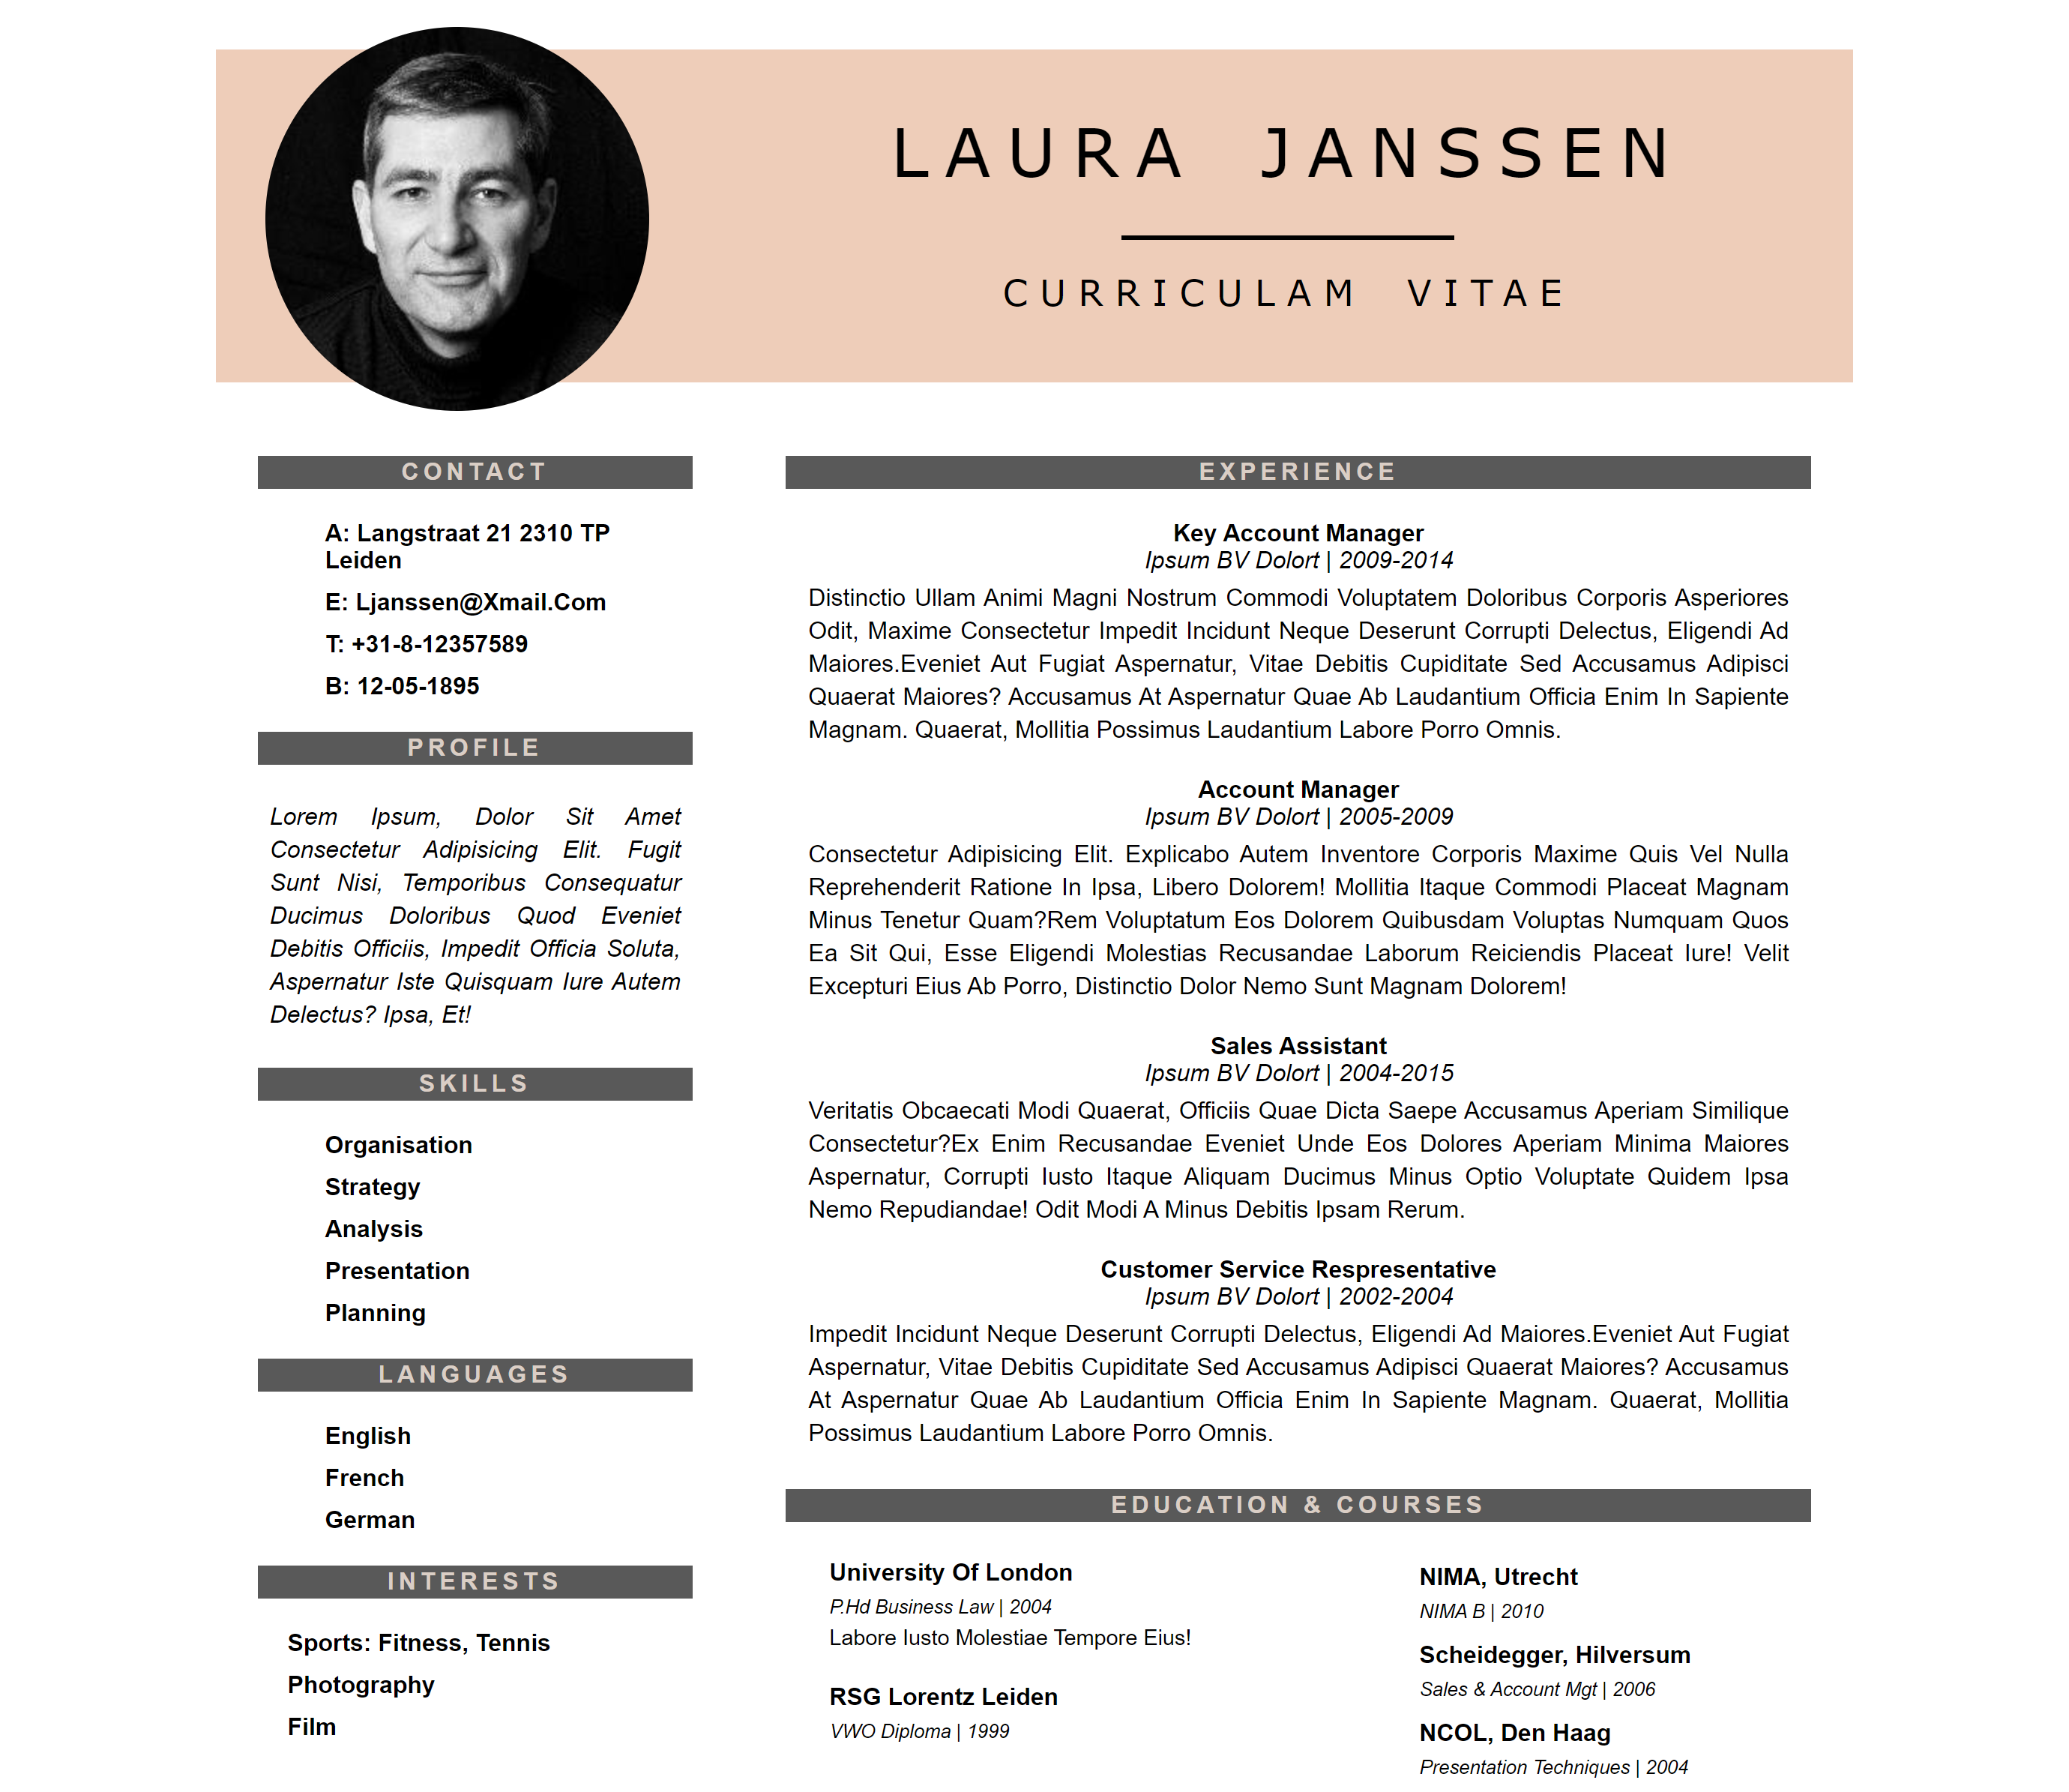 LAURA JANSSEN
CURRICULAM VITAE
CONTACT
A: Langstraat 21 2310 TP
Leiden
E: Ljanssen@Xmail.Com
T: +31-8-12357589
B: 12-05-1895
PROFILE
Lorem Ipsum, Dolor Sit Amet
Consectetur Adipisicing Elit. Fugit
Sunt Nisi, Temporibus Consequatur
Ducimus Doloribus Quod Eveniet
Debitis Officiis, Impedit Officia Soluta,
Aspernatur Iste Quisquam Iure Autem
Delectus? Ipsa, Et!
SKILLS
Organisation
Strategy
Analysis
Presentation
Planning
LANGUAGES
English
French
German
INTERESTS
Sports: Fitness, Tennis
Photography
Film
EXPERIENCE
Key Account Manager
Ipsum BV Dolort | 2009-2014
Distinctio Ullam Animi Magni Nostrum Commodi Voluptatem Doloribus Corporis Asperiores
Odit, Maxime Consectetur Impedit Incidunt Neque Deserunt Corrupti Delectus, Eligendi Ad
Maiores.Eveniet Aut Fugiat Aspernatur, Vitae Debitis Cupiditate Sed Accusamus Adipisci
Quaerat Maiores? Accusamus At Aspernatur Quae Ab Laudantium Officia Enim In Sapiente
Magnam. Quaerat, Mollitia Possimus Laudantium Labore Porro Omnis.
Account Manager
Ipsum BV Dolort | 2005-2009
Consectetur Adipisicing Elit. Explicabo Autem Inventore Corporis Maxime Quis Vel Nulla
Reprehenderit Ratione In Ipsa, Libero Dolorem! Mollitia Itaque Commodi Placeat Magnam
Minus Tenetur Quam?Rem Voluptatum Eos Dolorem Quibusdam Voluptas Numquam Quos
Ea Sit Qui, Esse Eligendi Molestias Recusandae Laborum Reiciendis Placeat Iure! Velit
Excepturi Eius Ab Porro, Distinctio Dolor Nemo Sunt Magnam Dolorem!
Sales Assistant
Ipsum BV Dolort | 2004-2015
Veritatis Obcaecati Modi Quaerat, Officiis Quae Dicta Saepe Accusamus Aperiam Similique
Consectetur?Ex Enim Recusandae Eveniet Unde Eos Dolores Aperiam Minima Maiores
Aspernatur, Corrupti Iusto Itaque Aliquam Ducimus Minus Optio Voluptate Quidem Ipsa
Nemo Repudiandae! Odit Modi A Minus Debitis Ipsam Rerum.
Customer Service Respresentative
Ipsum BV Dolort | 2002-2004
Impedit Incidunt Neque Deserunt Corrupti Delectus, Eligendi Ad Maiores.Eveniet Aut Fugiat
Aspernatur, Vitae Debitis Cupiditate Sed Accusamus Adipisci Quaerat Maiores? Accusamus
At Aspernatur Quae Ab Laudantium Officia Enim In Sapiente Magnam. Quaerat, Mollitia
Possimus Laudantium Labore Porro Omnis.
EDUCATION & COURSES
University Of London
P.Hd Business Law | 2004
Labore Iusto Molestiae Tempore Eius!
RSG Lorentz Leiden
VWO Diploma | 1999
NIMA, Utrecht
NIMA B | 2010
Scheidegger, Hilversum
Sales & Account Mgt | 2006
NCOL, Den Haag
Presentation Techniques | 2004